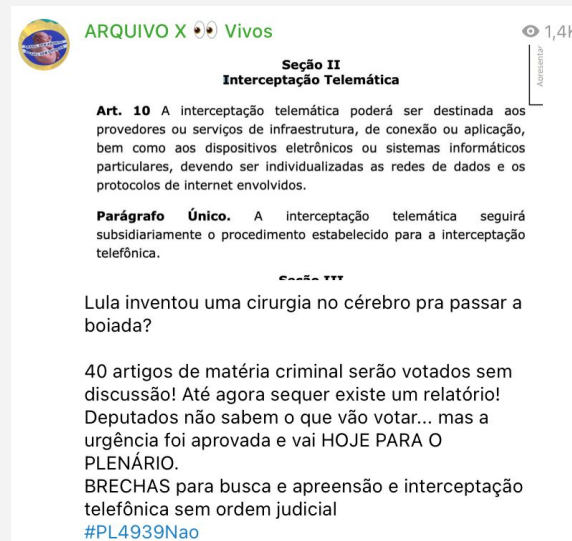 ARQUIVO X 👀 Vivos
1,4K
Apresentaç
Seção II
Interceptação Telemática
Art. 10 A interceptação telemática poderá ser destinada aos
provedores ou serviços de infraestrutura, de conexão ou aplicação,
bem como aos dispositivos eletrônicos ou sistemas informáticos
particulares, devendo ser individualizadas as redes de dados e os
protocolos de internet envolvidos.
Parágrafo Único. A interceptação telemática seguirá
subsidiariamente o procedimento estabelecido para a interceptação
telefônica.
Seção III
Lula inventou uma cirurgia no cérebro pra passar a
boiada?
40 artigos de matéria criminal serão votados sem
discussão! Até agora sequer existe um relatório!
Deputados não sabem o que vão votar... mas a
urgência foi aprovada e vai HOJE PARA O
PLENÁRIO.
BRECHAS para busca e apreensão e interceptação
telefônica sem ordem judicial
#PL4939Nao